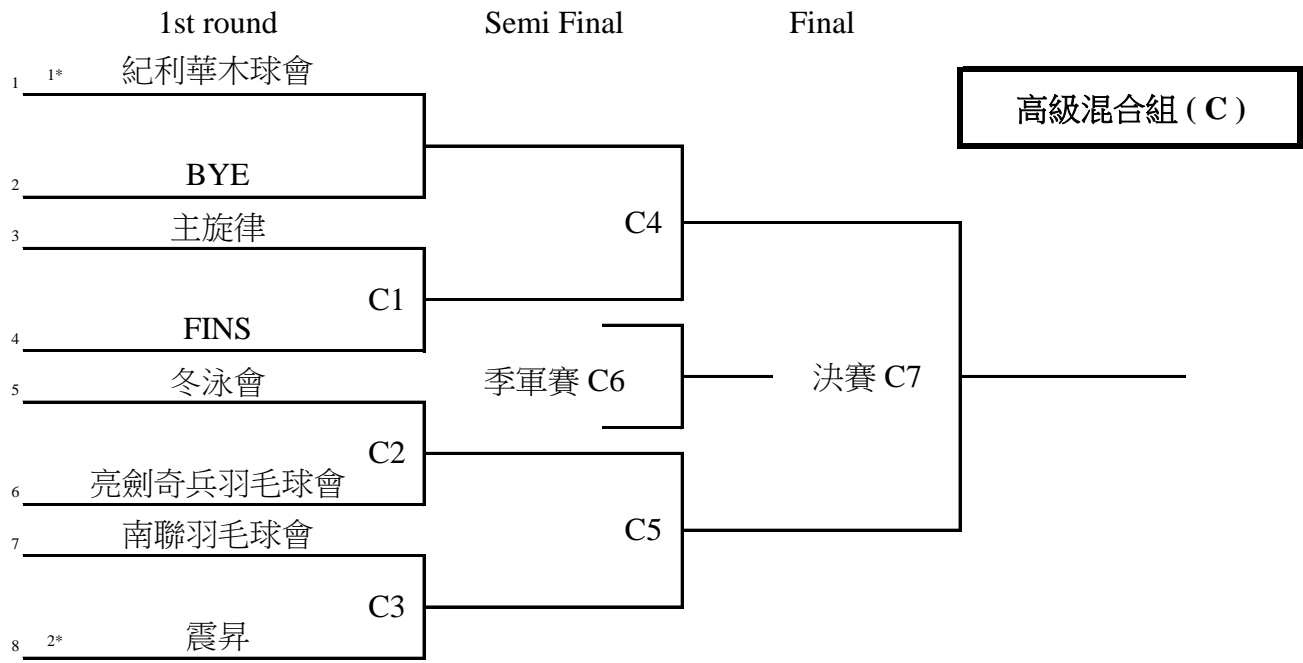 1st round Semi Final Final
1 1* 紀利華木球會
高級混合組 ( C )
2 BYE
3 主旋律
C4
C1
4 FINS
5 冬泳會
季軍賽 C6 決賽 C7
C2
6 亮劍奇兵羽毛球會
7 南聯羽毛球會
C5
C3
8 2* 震昇